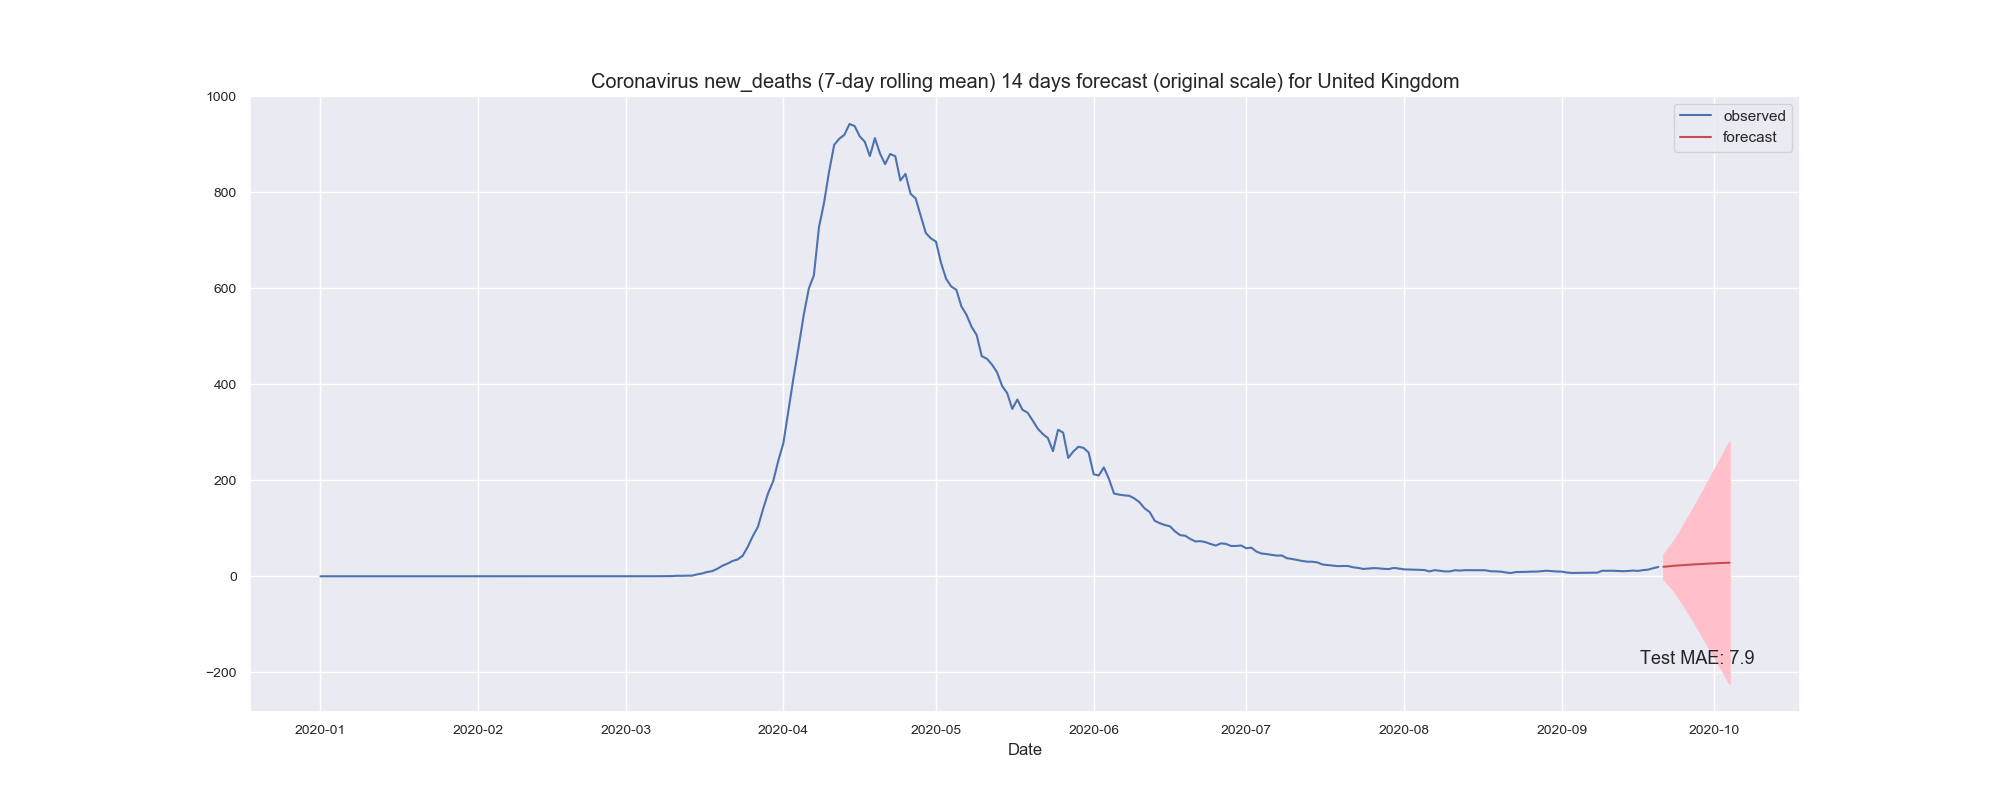 Coronavirus new_deaths (7-day rolling mean) 14 days forecast (original scale) for United Kingdom
1000
800
600
400
200
0
−200
observed
forecast
Test MAE: 7.9
2020-01 2020-02 2020-03 2020-04 2020-05 2020-06 2020-07 2020-08 2020-09 2020-10
Date